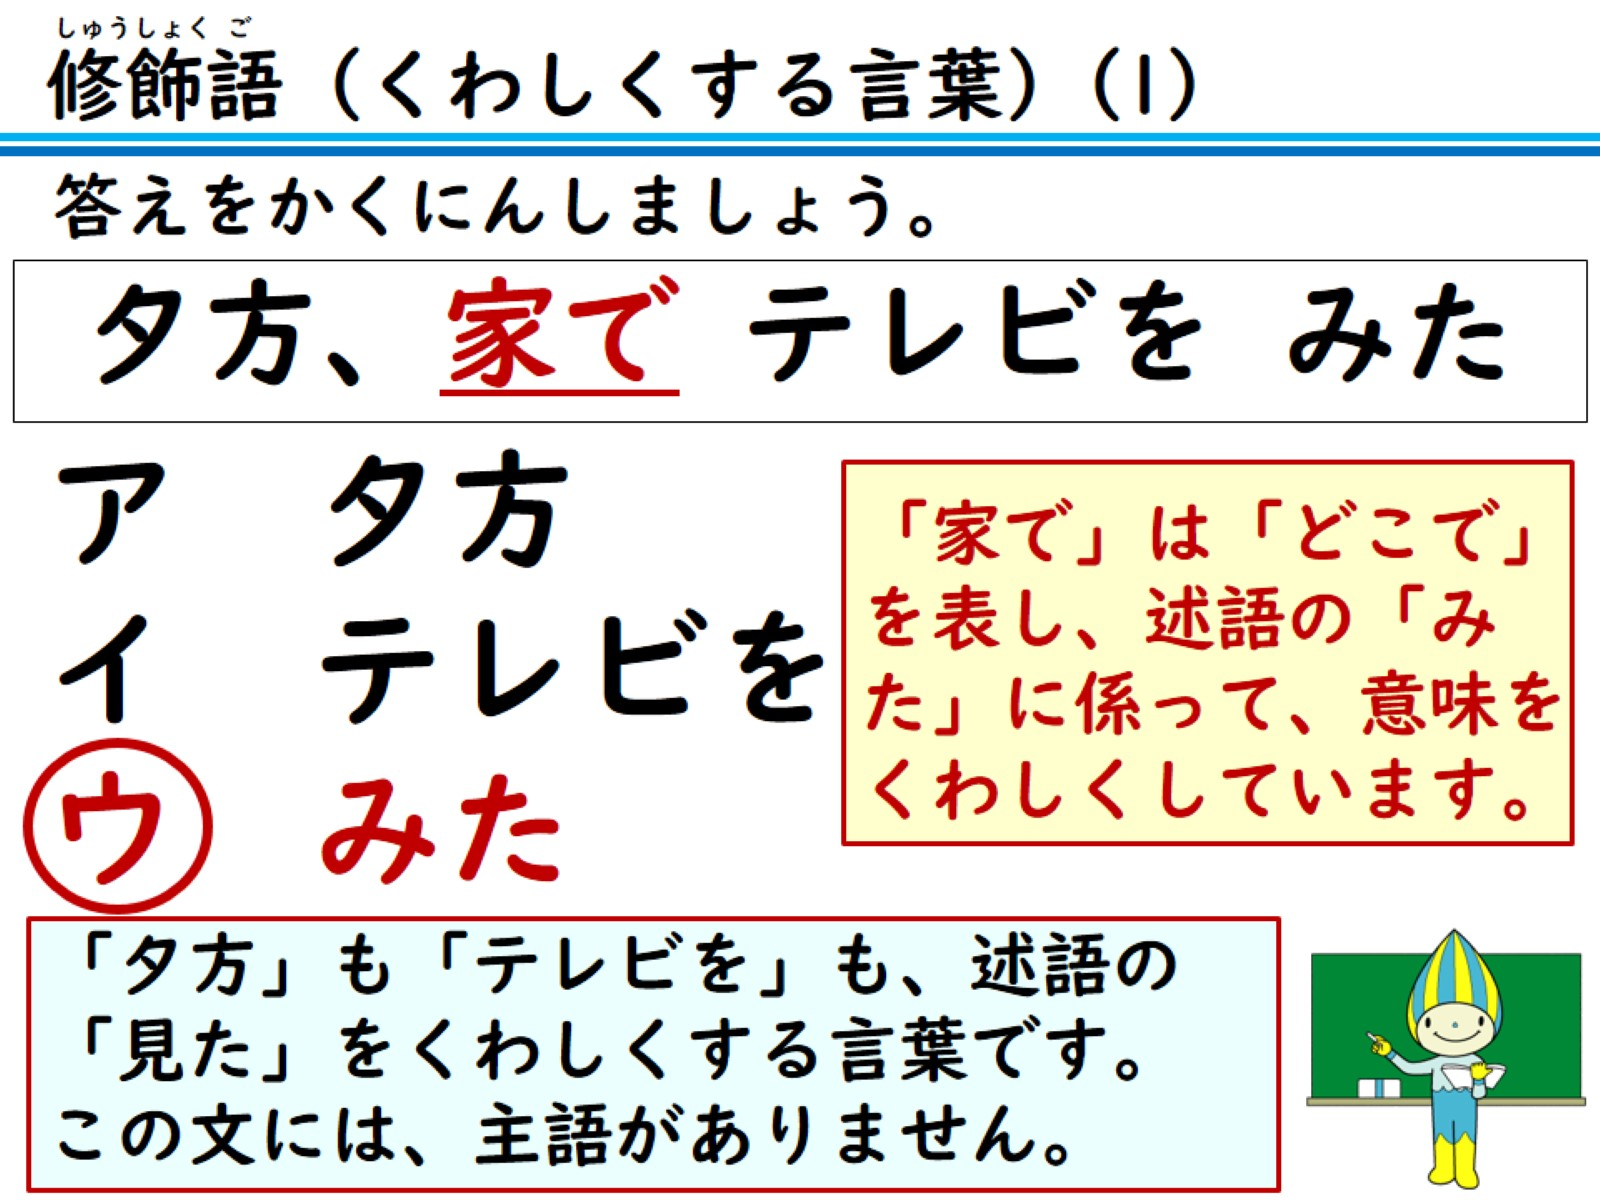 しゅうしょく ご
修飾語（くわしくする言葉）（1）
答えをかくにんしましょう。
夕方、家で テレビを みた
ア 夕方
イ テレビを
ウ みた
「家で」は「どこで」
を表し、述語の「み
た」に係って、意味を
くわしくしています。
「夕方」も「テレビを」も、述語の
「見た」をくわしくする言葉です。
この文には、主語がありません。